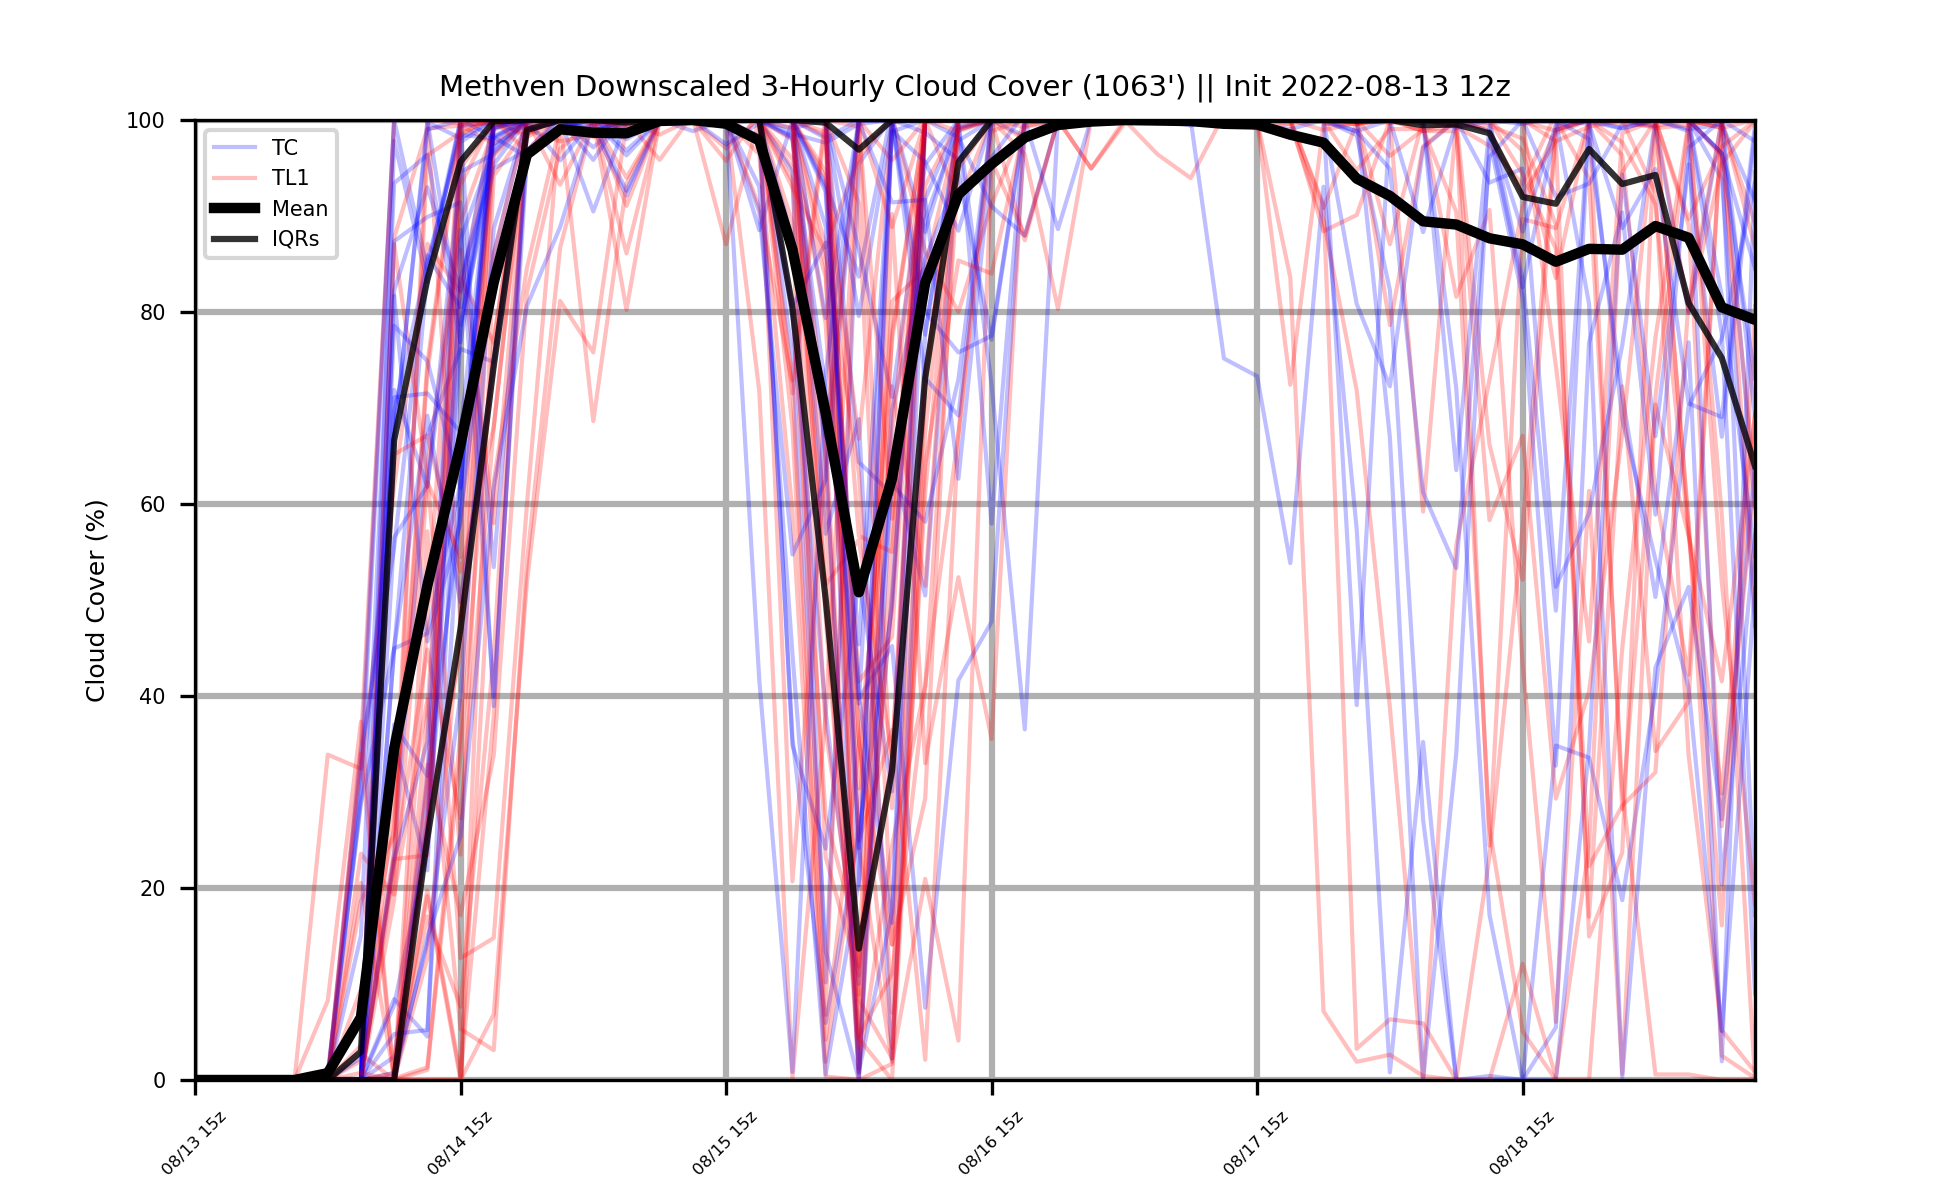 Methven Downscaled 3-Hourly Cloud Cover (1063') || Init 2022-08-13 12z
100
80
60
40
20
0
Cloud Cover (%)
TC
TL1
Mean
IQRs
08/13 15z
08/14 15z
08/15 15z
08/16 15z
08/17 15z
08/18 15z